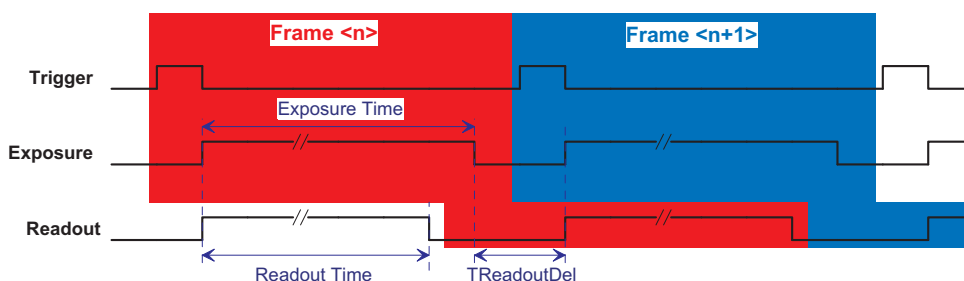 Frame <n>
Frame <n+1>
Trigger
Exposure Time
Exposure
Readout
Readout Time
TReadoutDel